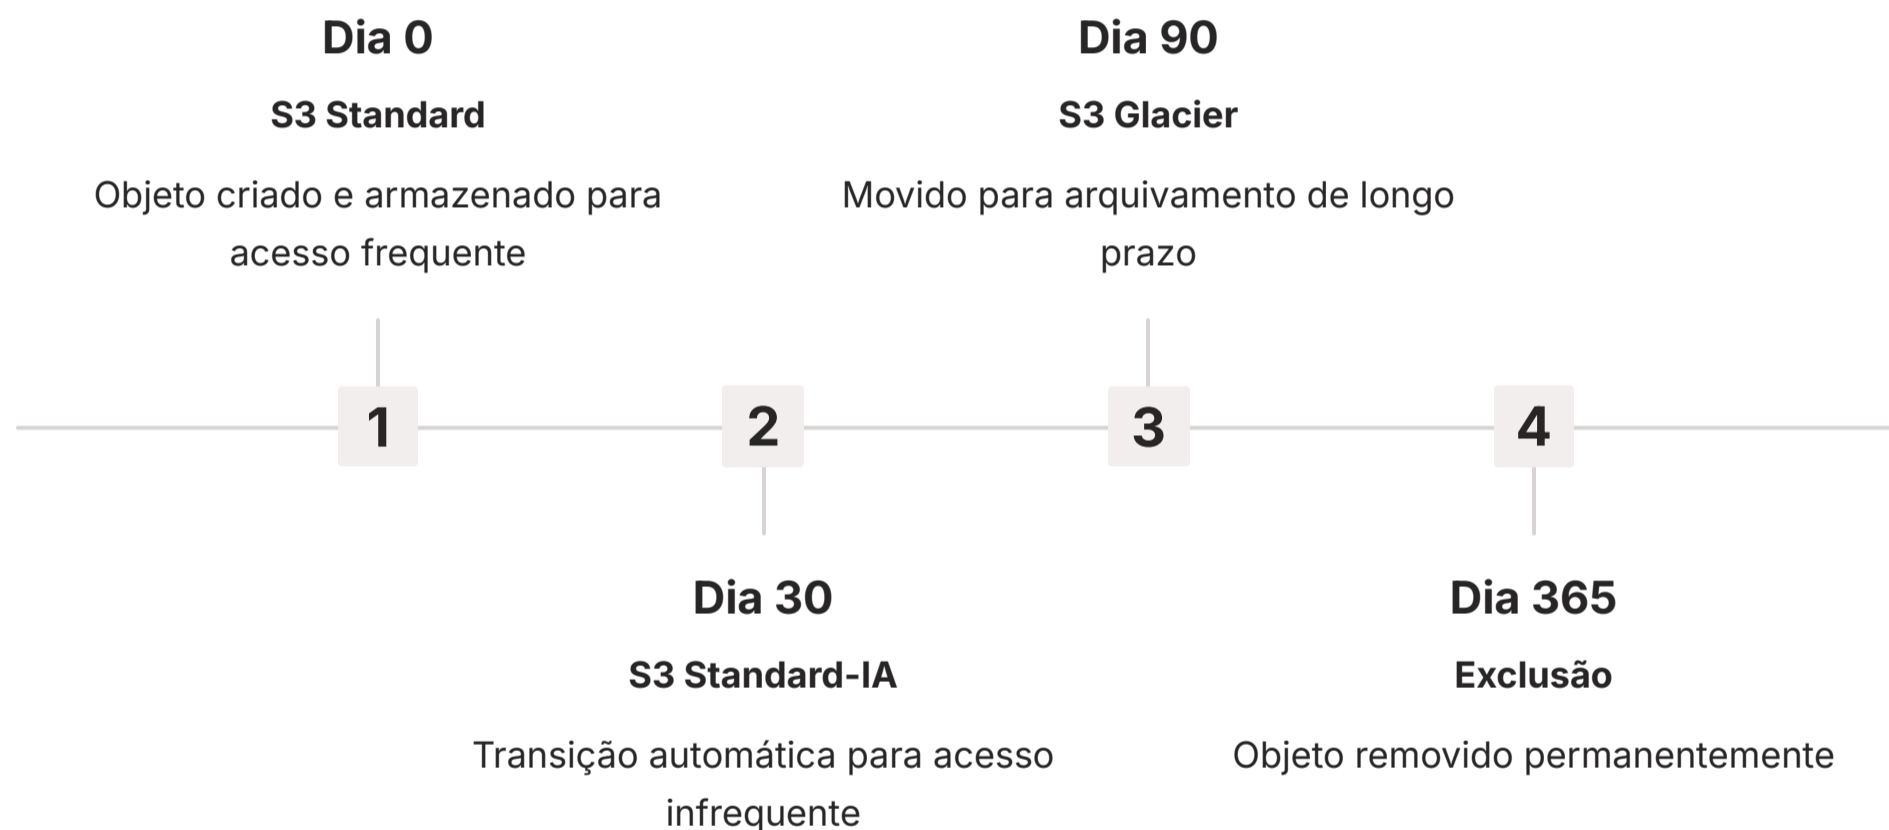 Dia 0
S3 Standard
Objeto criado e armazenado para
acesso frequente
Dia 90
S3 Glacier
Movido para arquivamento de longo
prazo
1
2
3
4
Dia 30
S3 Standard-IA
Transição automática para acesso
infrequente
Dia 365
Exclusão
Objeto removido permanentemente